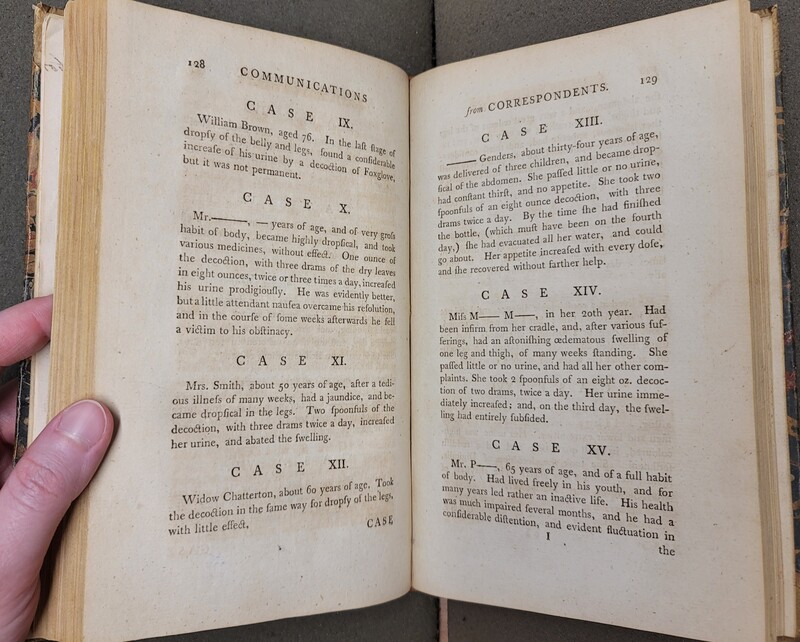 128
COMMUNICATIONS
CASE IX.
William Brown, aged 76. In the laſt ſtage of
dropſy of the belly and legs, found a conſiderable
increaſe of his urine by a decoction of Foxglove,
but it was not permanent.
CASE X.
Mr.———, — years of age, and of very groſs
habit of body, became highly dropſical, and took
various medicines, without effect. One ounce of
the decoction, with three drams of the dry leaves
in eight ounces, twice or three times a day, increaſed
his urine prodigiouſly. He was evidently better,
but a little attendant nauſea overcame his reſolution,
and in the courſe of ſome weeks afterwards he fell
a victim to his obſtinacy.
CASE XI.
Mrs. Smith, about 50 years of age, after a tedi-
ous illneſs of many weeks, had a jaundice, and be-
came dropſical in the legs. Two ſpoonfuls of the
decoction, with three drams twice a day, increaſed
her urine, and abated the ſwelling.
CASE XII.
Widow Chatterton, about 60 years of age. Took
the decoction in the ſame way for dropſy of the legs,
with little effect.
CASE
from CORRESPONDENTS.
129
CASE XIII.
——— Genders, about thirty-four years of age,
was delivered of three children, and became drop-
ſical of the abdomen. She paſſed little or no urine,
had conſtant thirſt, and no appetite. She took two
ſpoonfuls of an eight ounce decoction, with three
drams twice a day. By the time ſhe had finiſhed
the bottle, (which muſt have been on the fourth
day,) ſhe had evacuated all her water, and could
go about. Her appetite increaſed with every doſe,
and ſhe recovered without farther help.
CASE XIV.
Miſs M—— M——, in her 20th year. Had
been infirm from her cradle, and, after various ſuf-
ferings, had an aſtoniſhing œdematous ſwelling of
one leg and thigh, of many weeks ſtanding. She
paſſed little or no urine, and had all her other com-
plaints. She took 2 ſpoonfuls of an eight oz. decoc-
tion of two drams, twice a day. Her urine imme-
diately increaſed; and, on the third day, the ſwel-
ling had entirely ſubſided.
CASE XV.
Mr. P——, 65 years of age, and of a full habit
of body. Had lived freely in his youth, and for
many years led rather an inactive life. His health
was much impaired ſeveral months, and he had a
conſiderable diſtention, and evident fluctuation in
I
the